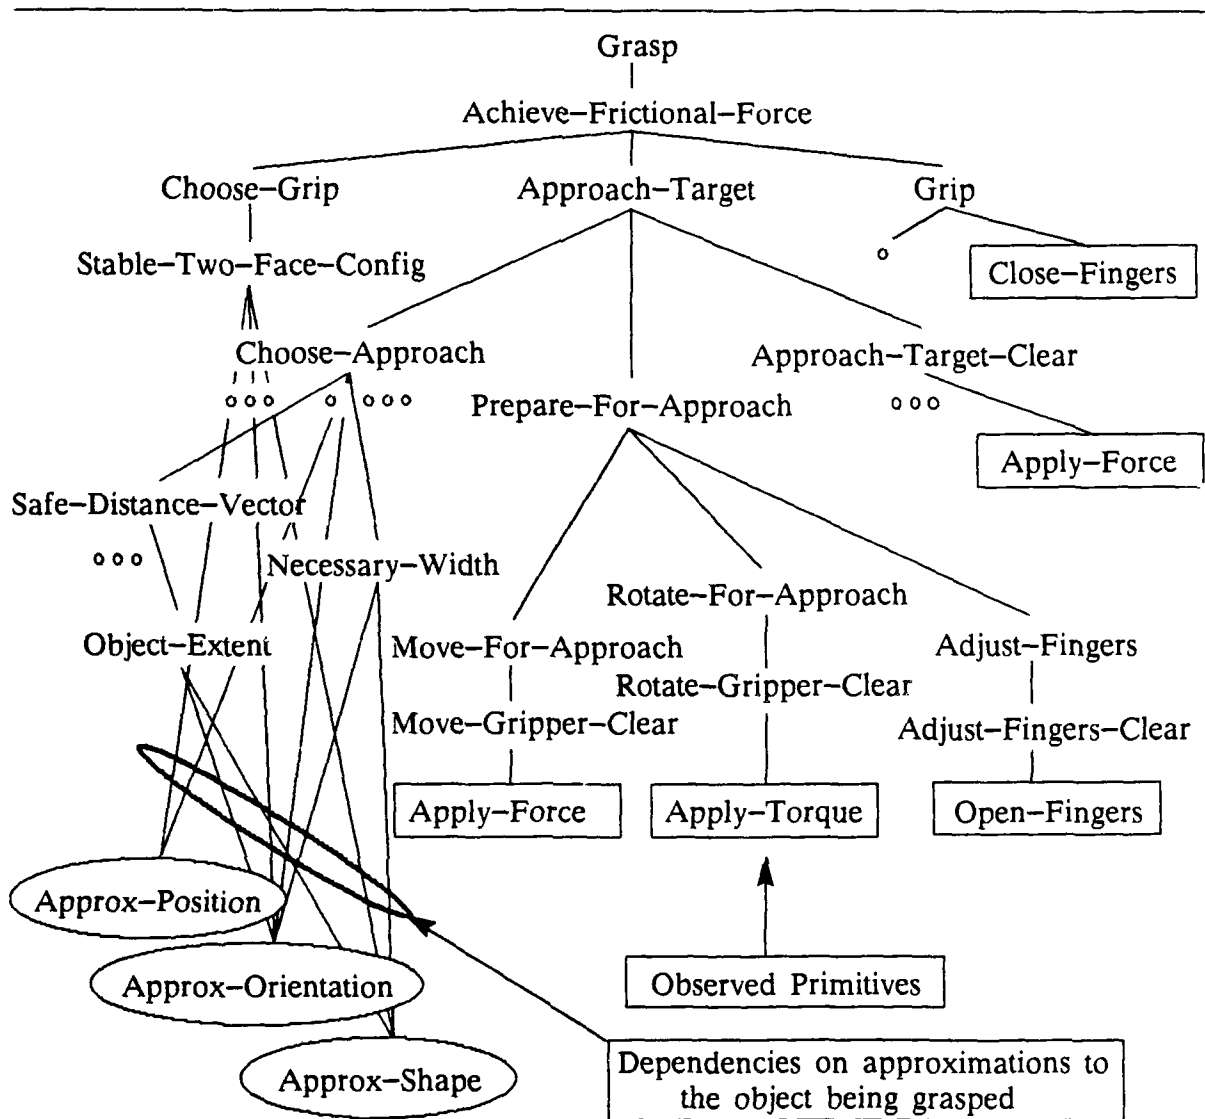 Grasp
Achieve–Frictional–Force
Choose–Grip
Approach–Target
Grip
Stable–Two–Face–Config
Close–Fingers
Choose–Approach
Approach–Target–Clear
Prepare–For–Approach
Apply–Force
Safe–Distance–Vector
Necessary–Width
Rotate–For–Approach
Object–Extent
Move–For–Approach
Adjust–Fingers
Rotate–Gripper–Clear
Move–Gripper–Clear
Adjust–Fingers–Clear
Apply–Force
Apply–Torque
Open–Fingers
Approx–Position
Approx–Orientation
Observed Primitives
Approx–Shape
Dependencies on approximations to
the object being grasped